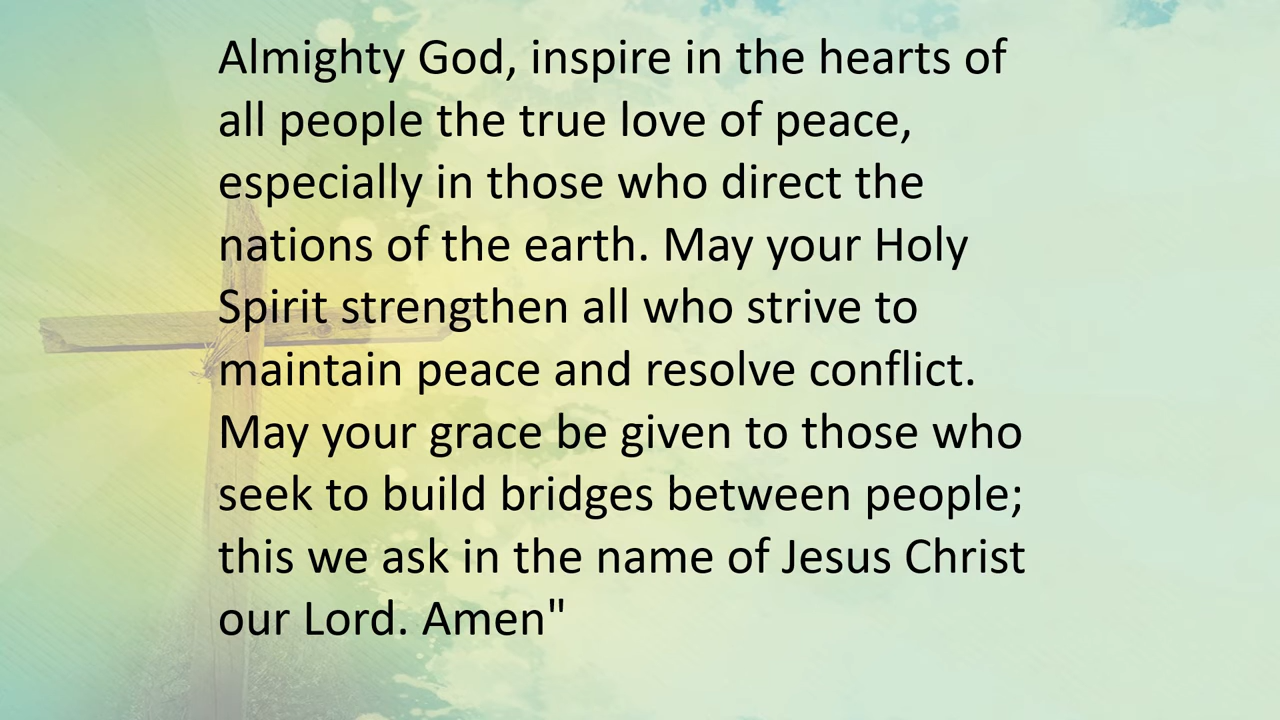 Almighty God, inspire in the hearts of
all people the true love of peace,
especially in those who direct the
nations of the earth. May your Holy
Spirit strengthen all who strive to
maintain peace and resolve conflict.
May your grace be given to those who
seek to build bridges between people;
this we ask in the name of Jesus Christ
our Lord. Amen"